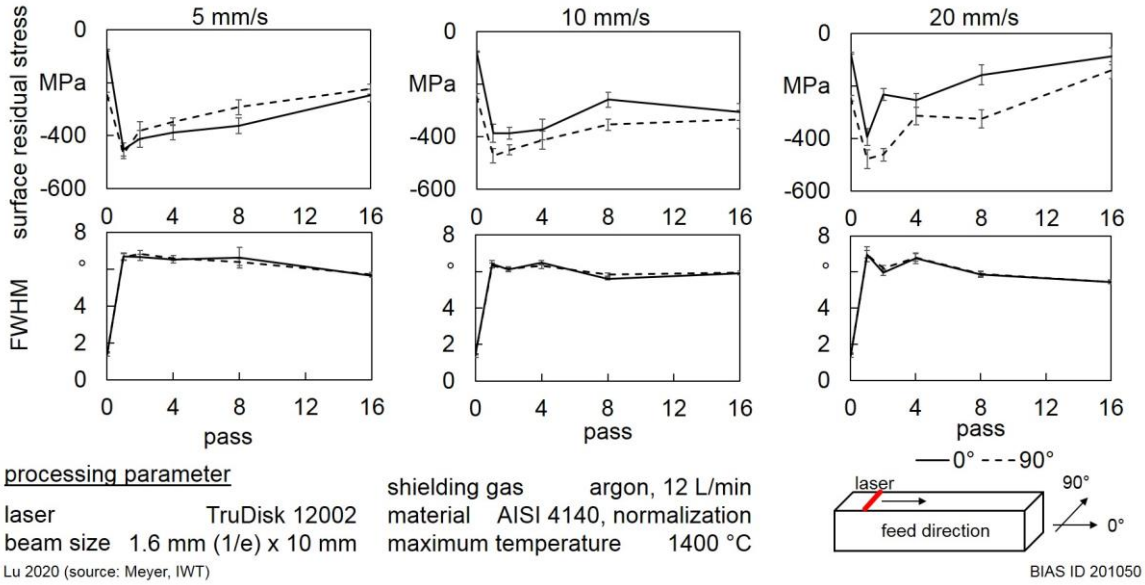 5 mm/s 10 mm/s 20 mm/s
surface residual stress
0 0 0
MPa MPa MPa
-400 -400 -400
-600 -600 -600
0 4 8 12 16 0 4 8 12 16 0 4 8 12 16
FWHM
8 8 8
° ° °
4 4 4
2 2 2
0 0 0
0 4 8 12 16 0 4 8 12 16 0 4 8 12 16
pass pass pass
0° 90°
processing parameter
laser TruDisk 12002
beam size 1.6 mm (1/e) x 10 mm
shielding gas argon, 12 L/min
material AISI 4140, normalization
maximum temperature 1400 °C
laser
90°
feed direction
0°
Lu 2020 (source: Meyer, IWT)
BIAS ID 201050